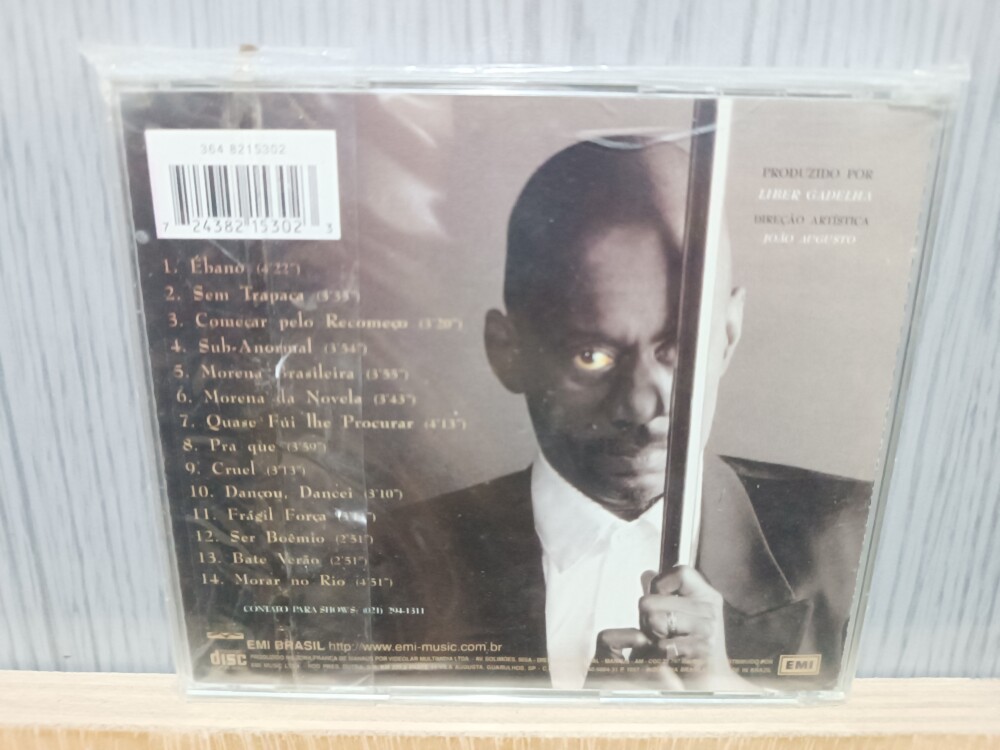 364 8215302
7 24382 15302 3
PRODUZIDO POR
LIBER GADELHA
DIREÇÃO ARTÍSTICA
JOÃO AUGUSTO
1. Ébano (4'22")
2. Sem Trapaça (3'35")
3. Começar pelo Recomeço (3'20")
4. Sub-Anormal (3'54")
5. Morena Brasileira (3'55")
6. Morena da Novela (3'43")
7. Quase Fui lhe Procurar (4'13")
8. Pra que (3'59")
9. Cruel (3'13")
10. Dançou, Dancei (3'10")
11. Frágil Força
12. Ser Boêmio (2'51")
13. Bate Verão (2'51")
14. Morar no Rio (4'51")
CONTATO PARA SHOWS: (021) 294-1311
disc EMI BRASIL http://www.emi-music.com.br
EMI